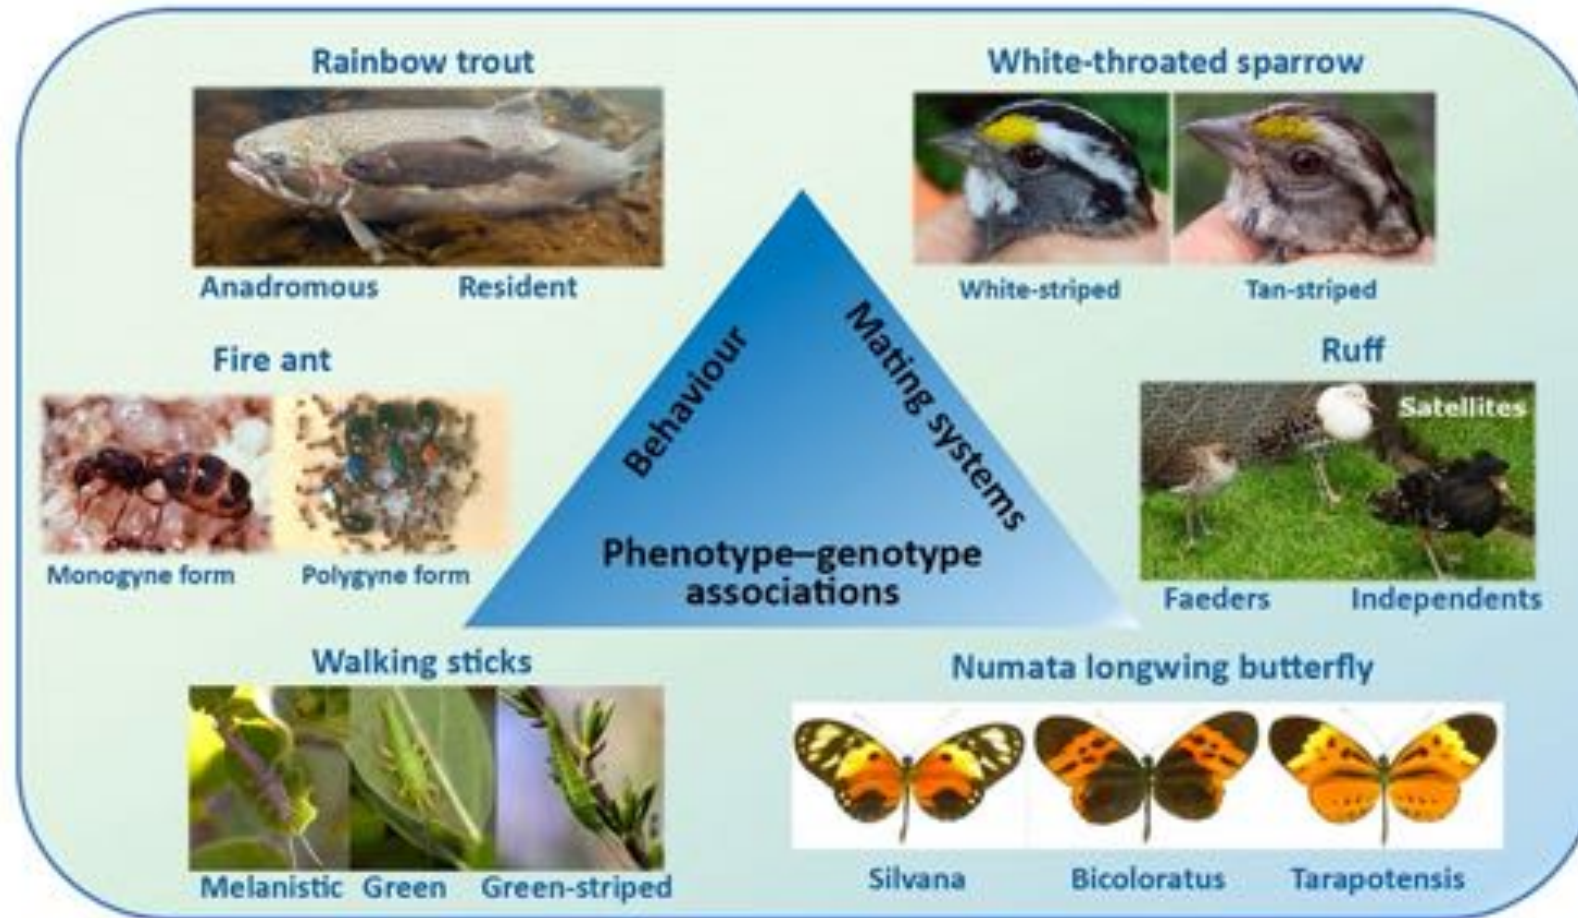 Rainbow trout
White-throated sparrow
Anadromous
Resident
White-striped
Tan-striped
Behaviour
Mating systems
Phenotype–genotype
associations
Fire ant
Monogyne form
Polygyne form
Ruff
Satellites
Faeders
Independents
Walking sticks
Melanistic
Green
Green-striped
Numata longwing butterfly
Silvana
Bicoloratus
Tarapotensis